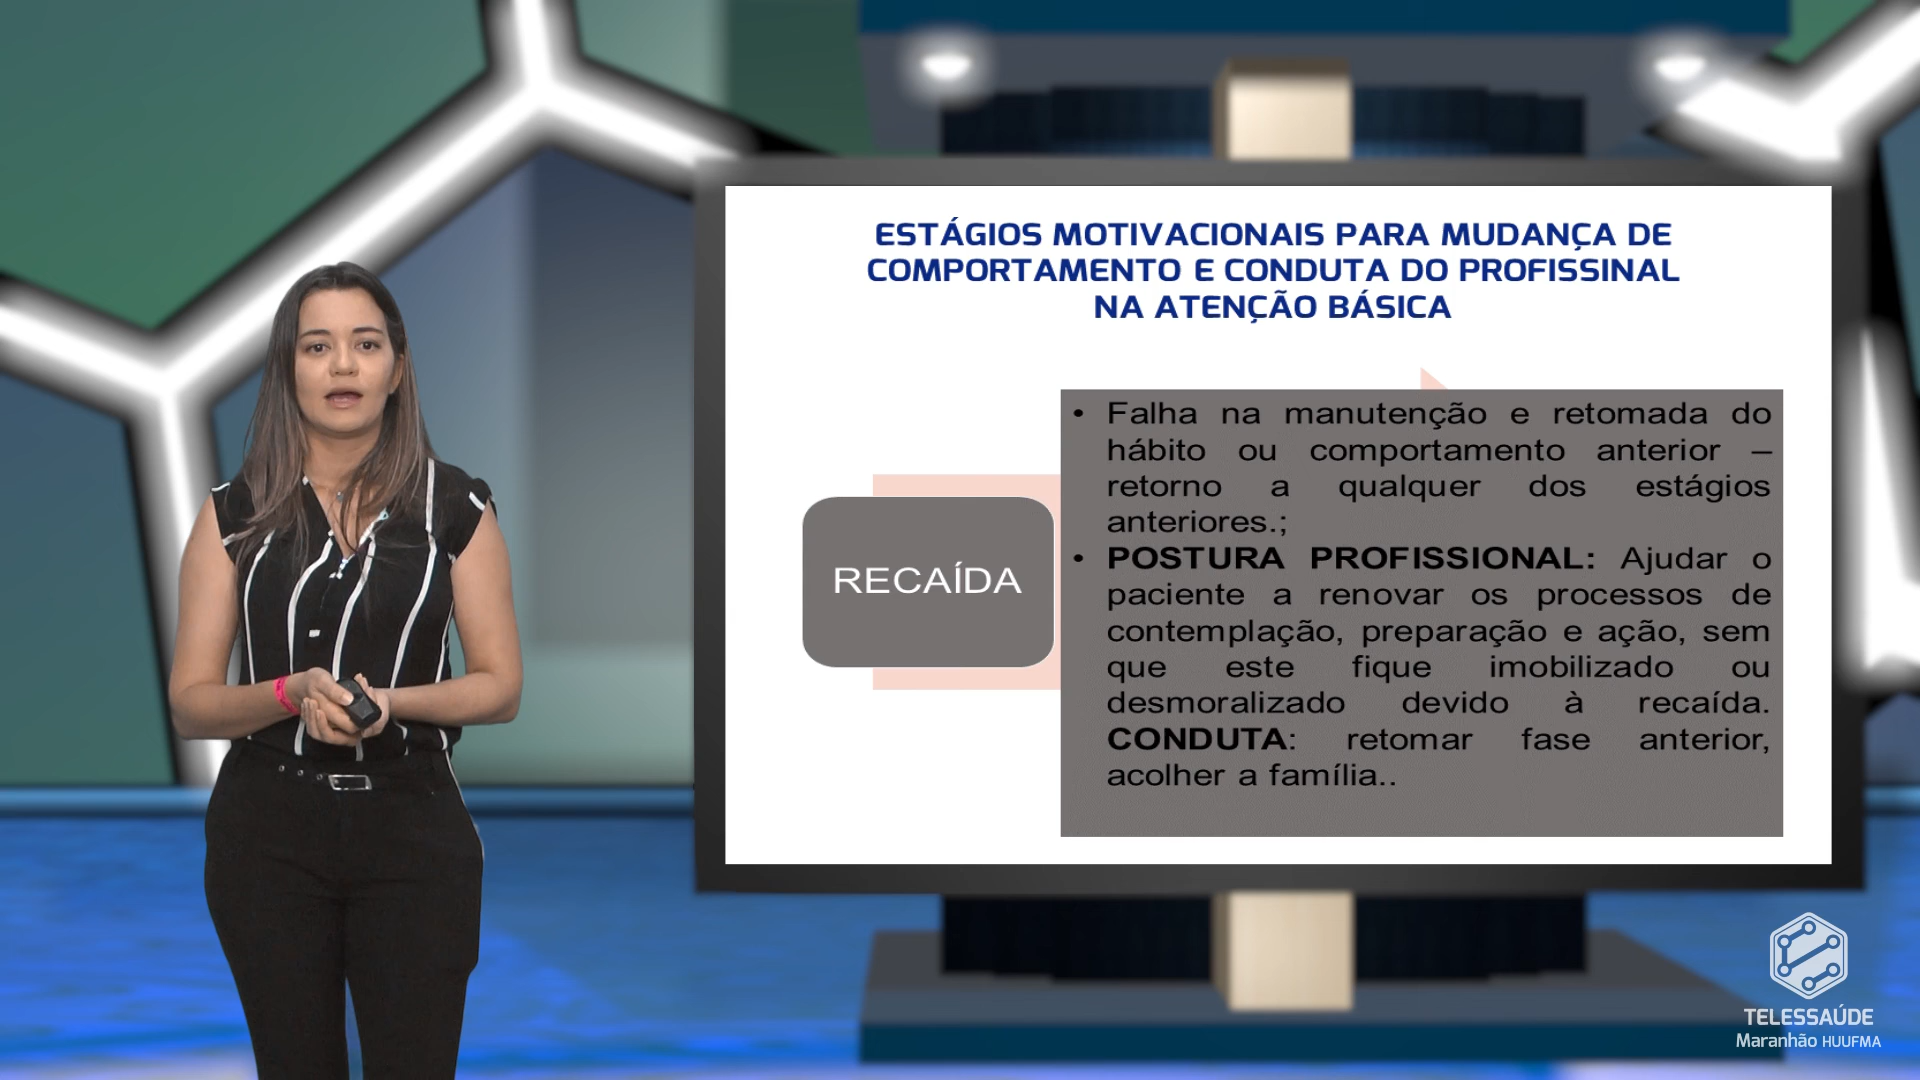 ESTÁGIOS MOTIVACIONAIS PARA MUDANÇA DE
COMPORTAMENTO E CONDUTA DO PROFISSINAL
NA ATENÇÃO BÁSICA
RECAÍDA
• Falha na manutenção e retomada do
hábito ou comportamento anterior –
retorno a qualquer dos estágios
anteriores.;
• POSTURA PROFISSIONAL: Ajudar o
paciente a renovar os processos de
contemplação, preparação e ação, sem
que este fique imobilizado ou
desmoralizado devido à recaída.
CONDUTA: retomar fase anterior,
acolher a família..
TELESSAÚDE
Maranhão HUUFMA